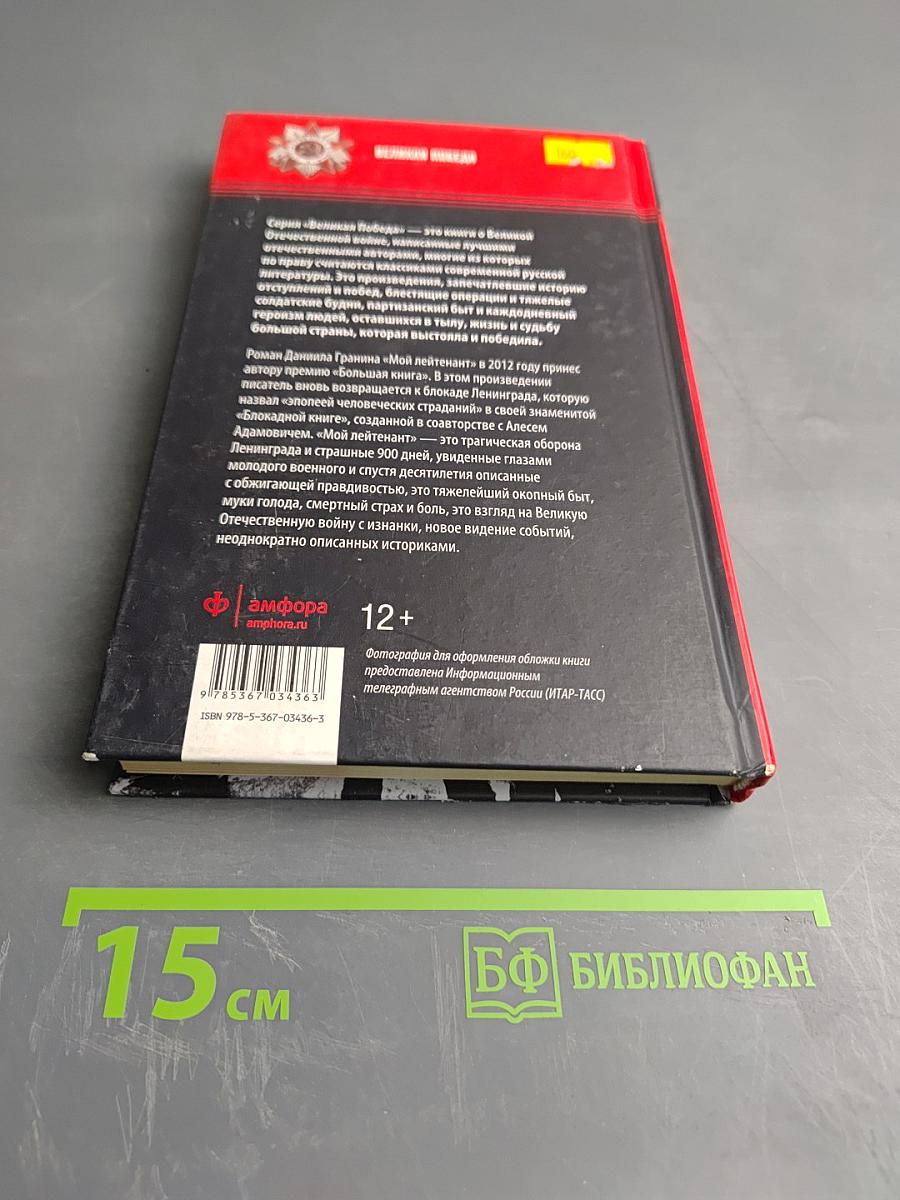 ВЕЛИКАЯ ПОБЕДА
160
Серия «Великая Победа» — это книги о Великой
Отечественной войне, написанные лучшими
отечественными авторами, многие из которых
по праву считаются классиками современной русской
литературы. Это произведения, запечатлевшие историю
отступлений и побед, блестящие операции и тяжелые
солдатские будни, партизанский быт и каждодневный
героизм людей, оставшихся в тылу, жизнь и судьбу
большой страны, которая выстояла и победила.
Роман Даниила Гранина «Мой лейтенант» в 2012 году принес
автору премию «Большая книга». В этом произведении
писатель вновь возвращается к блокаде Ленинграда, которую
назвал «эпопеей человеческих страданий» в своей знаменитой
«Блокадной книге», созданной в соавторстве с Алесем
Адамовичем. «Мой лейтенант» — это трагическая оборона
Ленинграда и страшные 900 дней, увиденные глазами
молодого военного и спустя десятилетия описанные
с обжигающей правдивостью, это тяжелейший окопный быт,
муки голода, смертный страх и боль, это взгляд на Великую
Отечественную войну с изнанки, новое видение событий,
неоднократно описанных историками.
амфора
amphora.ru
12+
Фотография для оформления обложки книги
предоставлена Информационным
телеграфным агентством России (ИТАР-ТАСС)
9 785367 034363
ISBN 978-5-367-03436-3
15 см
БФ БИБЛИОФАН